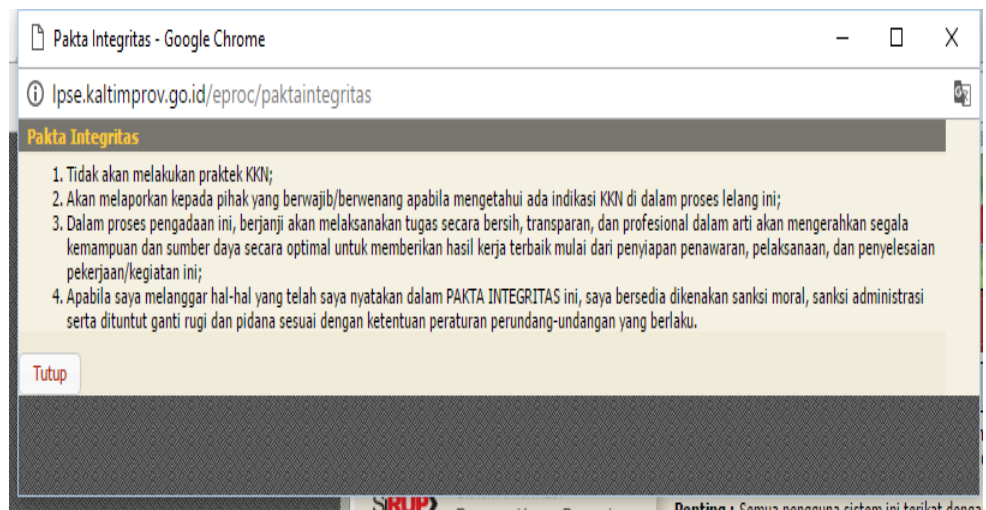 Pakta Integritas - Google Chrome
lpse.kaltimprov.go.id/eproc/paktaintegritas
Pakta Integritas
1. Tidak akan melakukan praktek KKN;
2. Akan melaporkan kepada pihak yang berwajib/berwenang apabila mengetahui ada indikasi KKN di dalam proses lelang ini;
3. Dalam proses pengadaan ini, berjanji akan melaksanakan tugas secara bersih, transparan, dan profesional dalam arti akan mengerahkan segala
kemampuan dan sumber daya secara optimal untuk memberikan hasil kerja terbaik mulai dari penyiapan penawaran, pelaksanaan, dan penyelesaian
pekerjaan/kegiatan ini;
4. Apabila saya melanggar hal-hal yang telah saya nyatakan dalam PAKTA INTEGRITAS ini, saya bersedia dikenakan sanksi moral, sanksi administrasi
serta dituntut ganti rugi dan pidana sesuai dengan ketentuan peraturan perundang-undangan yang berlaku.
Tutup
SiRUP
Penting : Semua pengguna sistem ini terikat